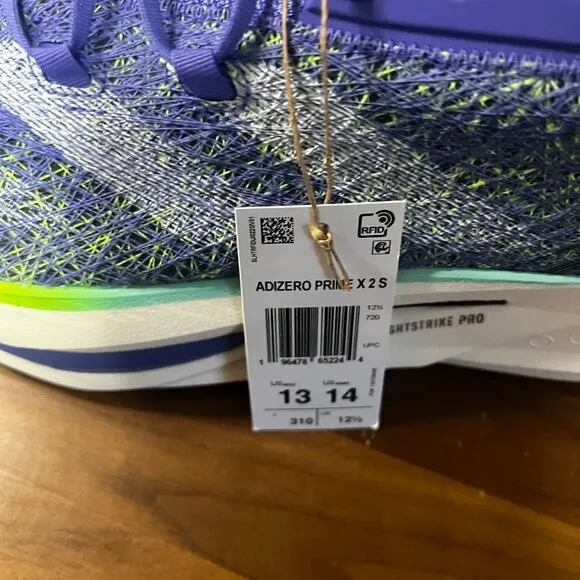 RFID
ADIZERO PRIME X 2 S
12½
720
UPC
1 96478 65224 4
US US
13 14
J UK
310 12½
GHTSTRIKE PRO